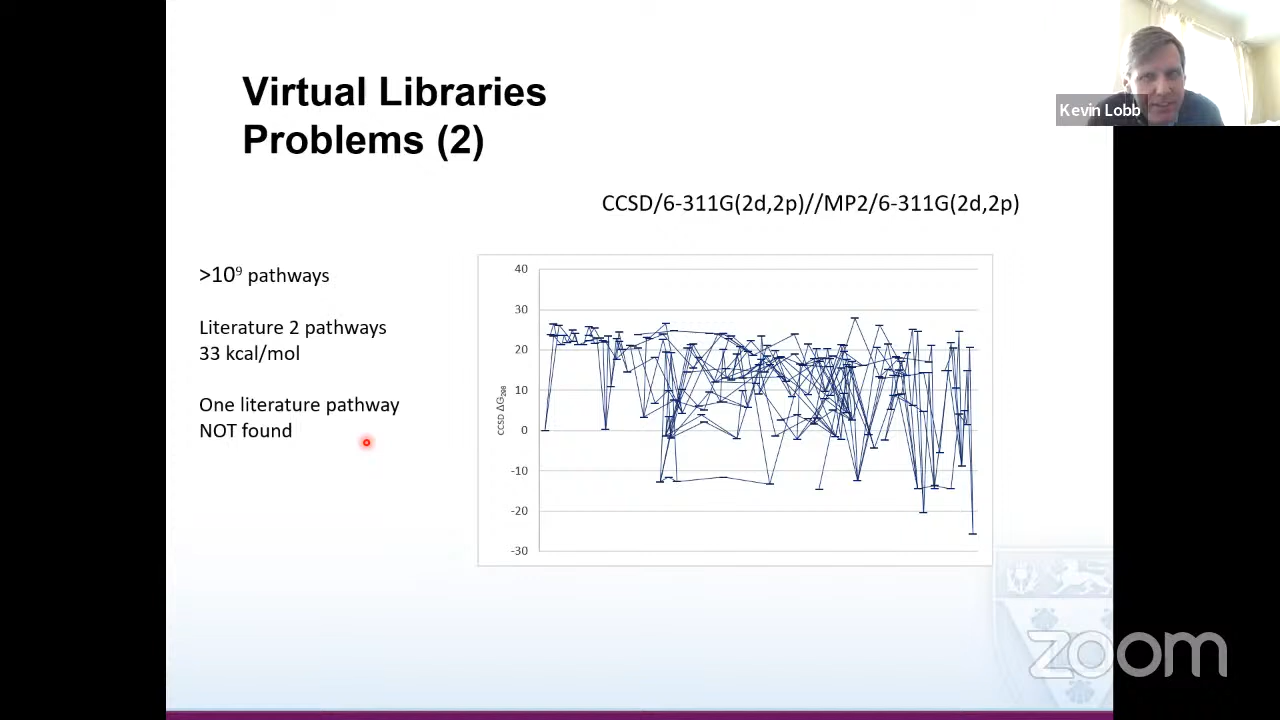 Virtual Libraries
Problems (2)
Kevin Lobb
CCSD/6-311G(2d,2p)//MP2/6-311G(2d,2p)
>10⁹ pathways
Literature 2 pathways
33 kcal/mol
One literature pathway
NOT found
CCSD ΔG₂₉₈
40
30
20
10
0
-10
-20
-30
zoom